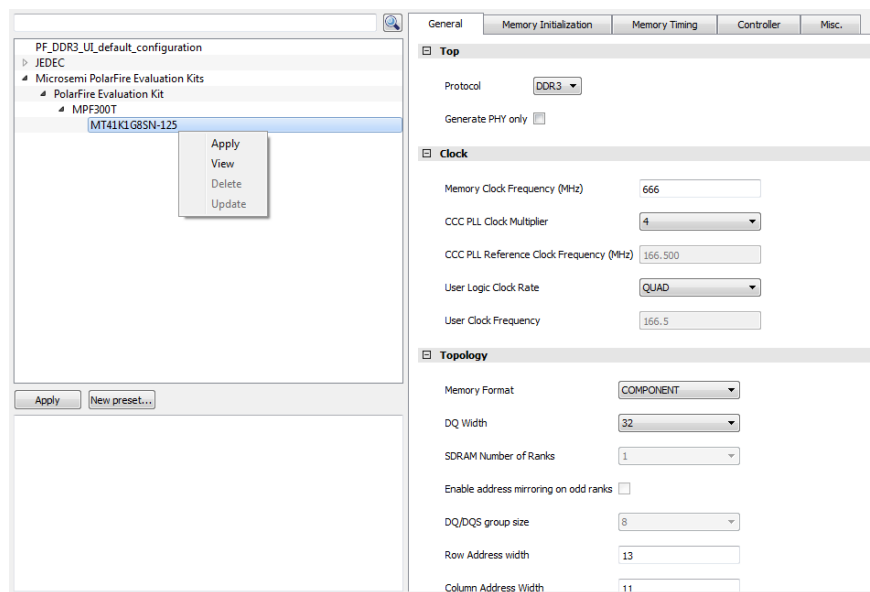 PF_DDR3_UI_default_configuration
JEDEC
Microsemi PolarFire Evaluation Kits
PolarFire Evaluation Kit
MPF300T
MT41K1G8SN-125
Apply
View
Delete
Update
Apply
New preset...
General
Memory Initialization
Memory Timing
Controller
Misc.
Top
Protocol DDR3
Generate PHY only
Clock
Memory Clock Frequency (MHz) 666
CCC PLL Clock Multiplier 4
CCC PLL Reference Clock Frequency (MHz) 166.500
User Logic Clock Rate QUAD
User Clock Frequency 166.5
Topology
Memory Format COMPONENT
DQ Width 32
SDRAM Number of Ranks 1
Enable address mirroring on odd ranks
DQ/DQS group size 8
Row Address width 13
Column Address Width 11